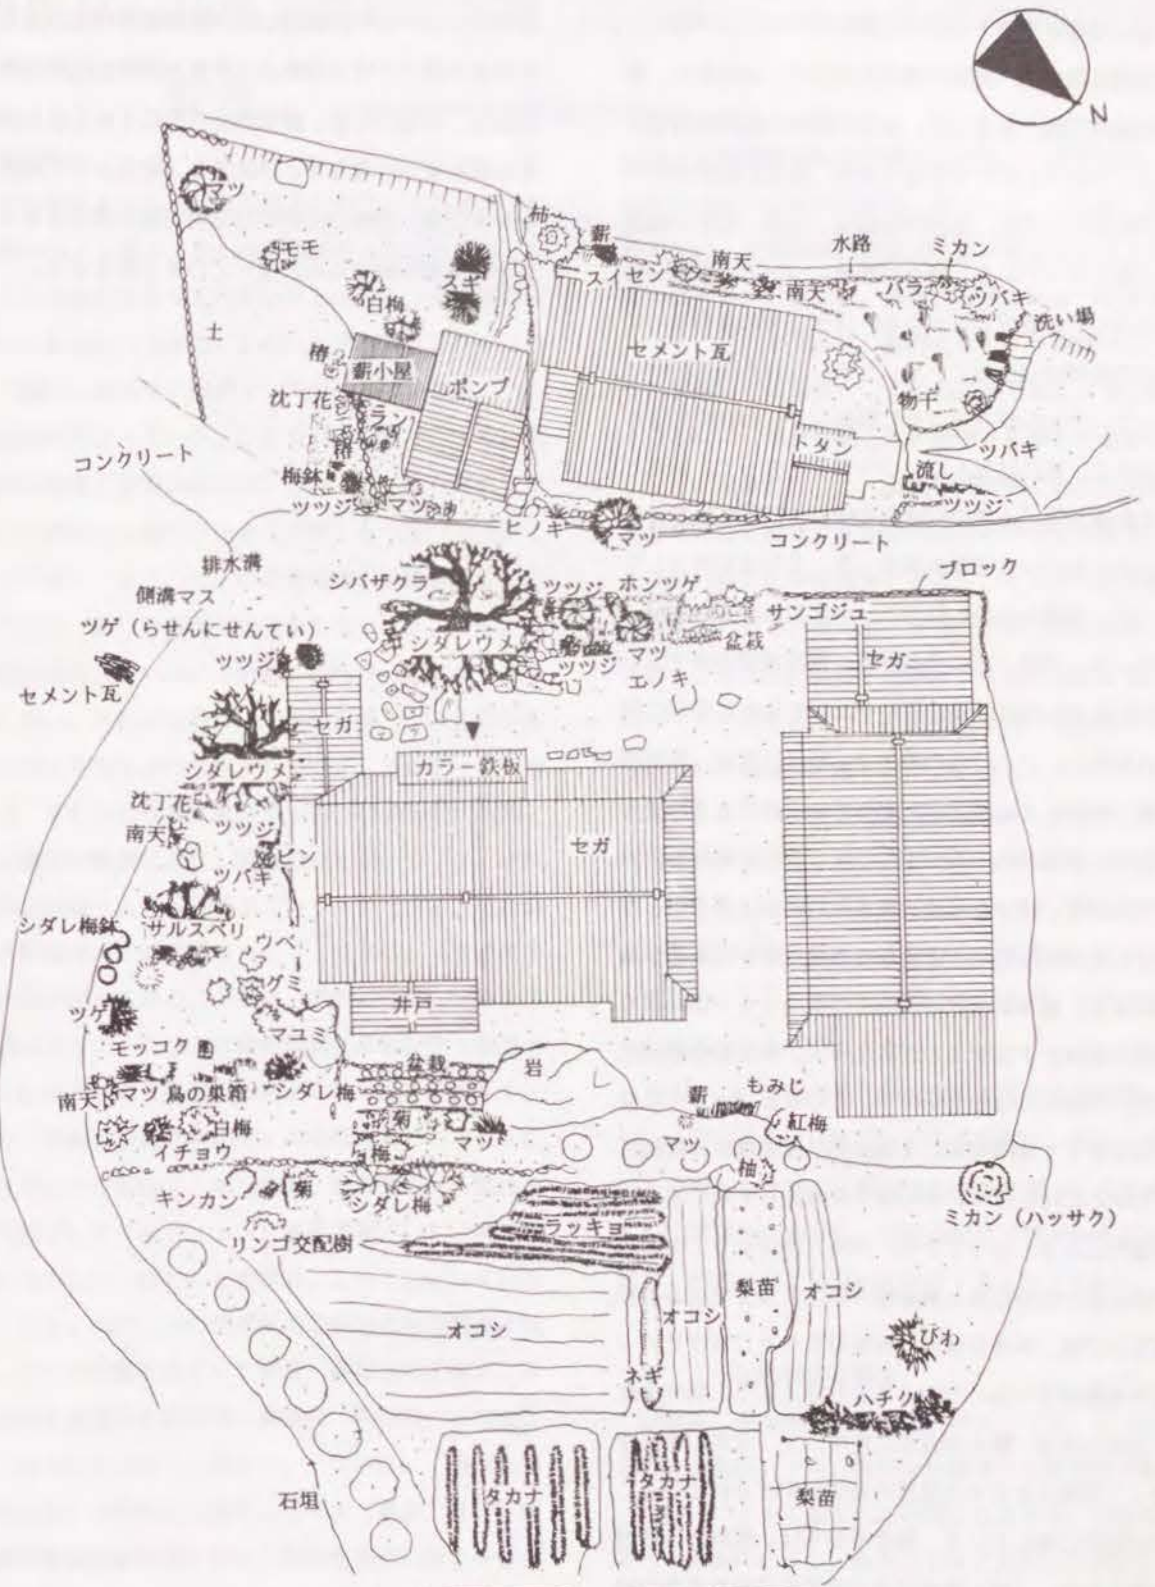 N
マツ
モモ
白梅
スギ
土
椿
薪小屋
ポンプ
沈丁花
ラン
椿
梅鉢
ツツジ
マツ
コンクリート
柿
薪
スイセン
南天
水路
ミカン
南天
バラ
ツバキ
洗い場
セメント瓦
物干
トタン
ツバキ
流し
ツツジ
ヒノキ
マツ
コンクリート
排水溝
側溝マス
ツゲ(らせんにせんてい)
ツツジ
セメント瓦
シバザクラ
シダレウメ
ツツジ
ホンツゲ
ツツジ
マツ
エノキ
盆栽
サンゴジュ
ブロック
セガ
セガ
カラー鉄板
セガ
シダレウメ
沈丁花
南天
ツツジ
ビン
ツバキ
シダレ梅鉢
サルスベリ
ウベ
グミ
ツゲ
マユミ
井戸
モッコク
南天
マツ
鳥の巣箱
シダレ梅
白梅
イチョウ
盆栽
岩
菊
マツ
梅
薪
もみじ
紅梅
マツ
柚
キンカン
菊
シダレ梅
リンゴ交配樹
ラッキョ
ミカン(ハッサク)
オコシ
オコシ
梨苗
オコシ
ネギ
びわ
ハチク
石垣
タカナ
タカナ
梨苗